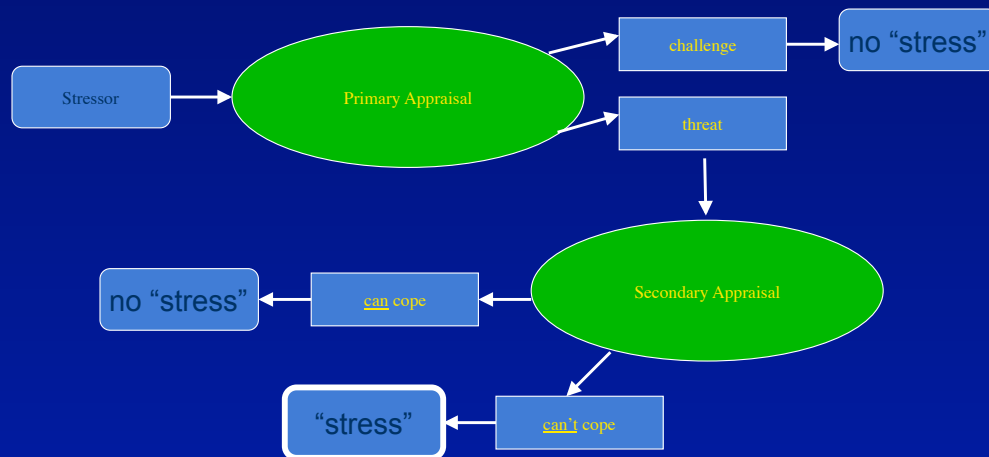 challenge
no “stress”
Stressor
Primary Appraisal
threat
Secondary Appraisal
can cope
no “stress”
can't cope
“stress”